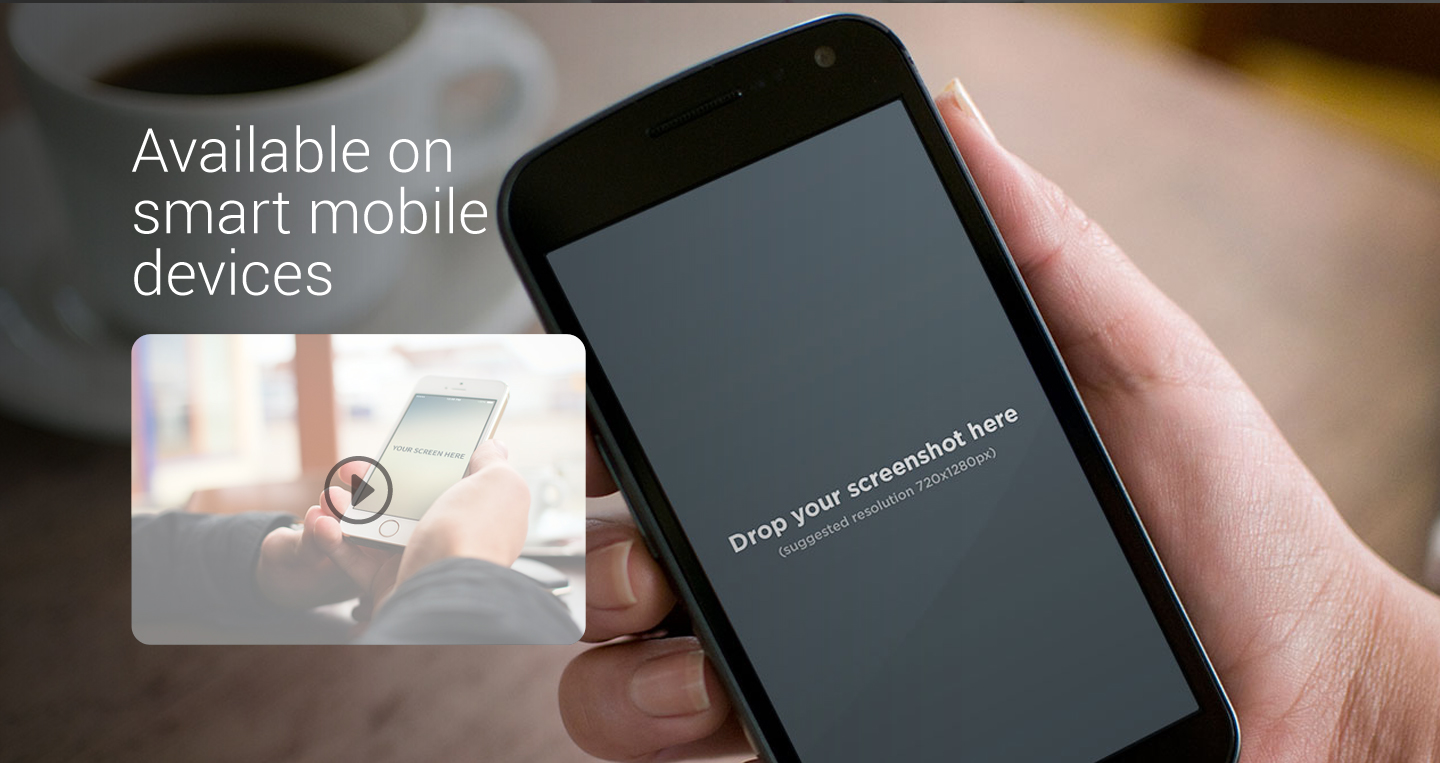 Available on
smart mobile
devices
YOUR SCREEN HERE
Drop your screenshot here
(suggested resolution 720x1280px)